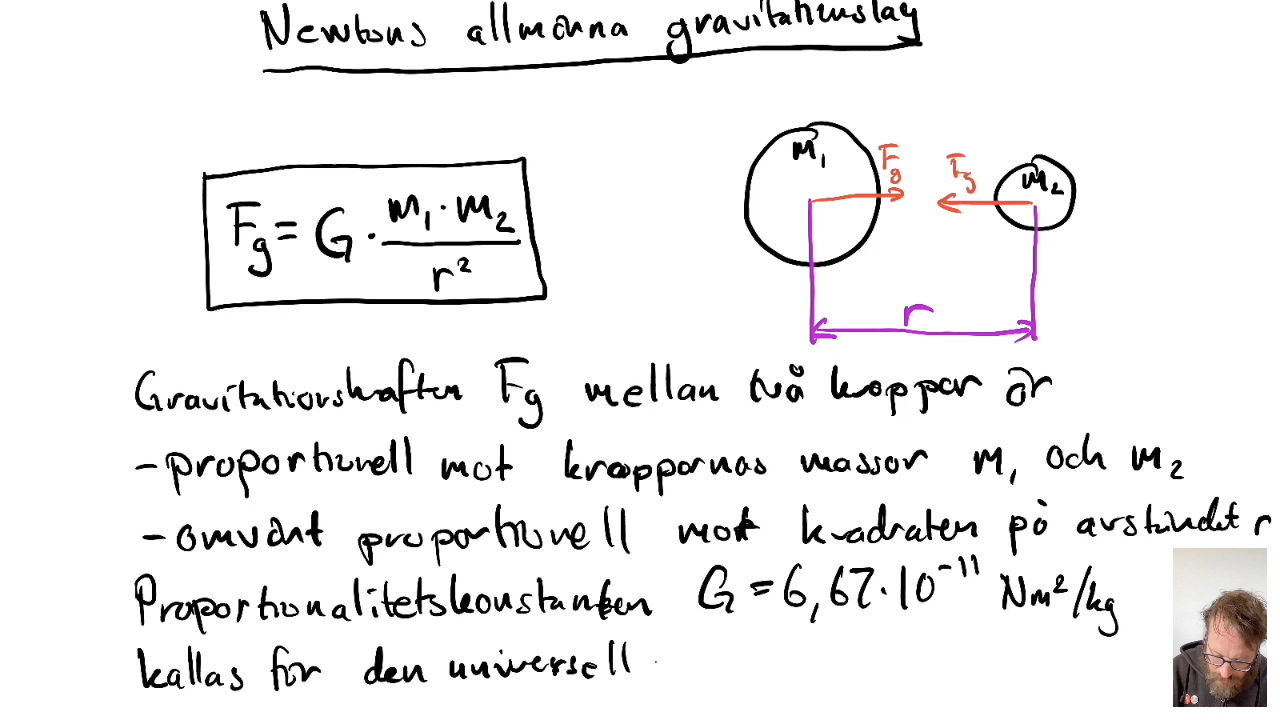 Newtons allmänna gravitationslag
Fg = G · m₁ · m₂ / r²
m₁ Fg Fg m₂
r
Gravitationskraften Fg mellan två kroppar är
- proportionell mot kropparnas massor m₁ och m₂
- omvänt proportionell mot kvadraten på avståndet r
Proportionalitetskonstanten G = 6,67 · 10⁻¹¹ Nm²/kg
kallas för den universell